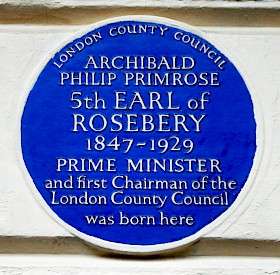 LONDON COUNTY COUNCIL
ARCHIBALD
PHILIP PRIMROSE
5th EARL of
ROSEBERY
1847-1929
PRIME MINISTER
and first Chairman of the
London County Council
was born here